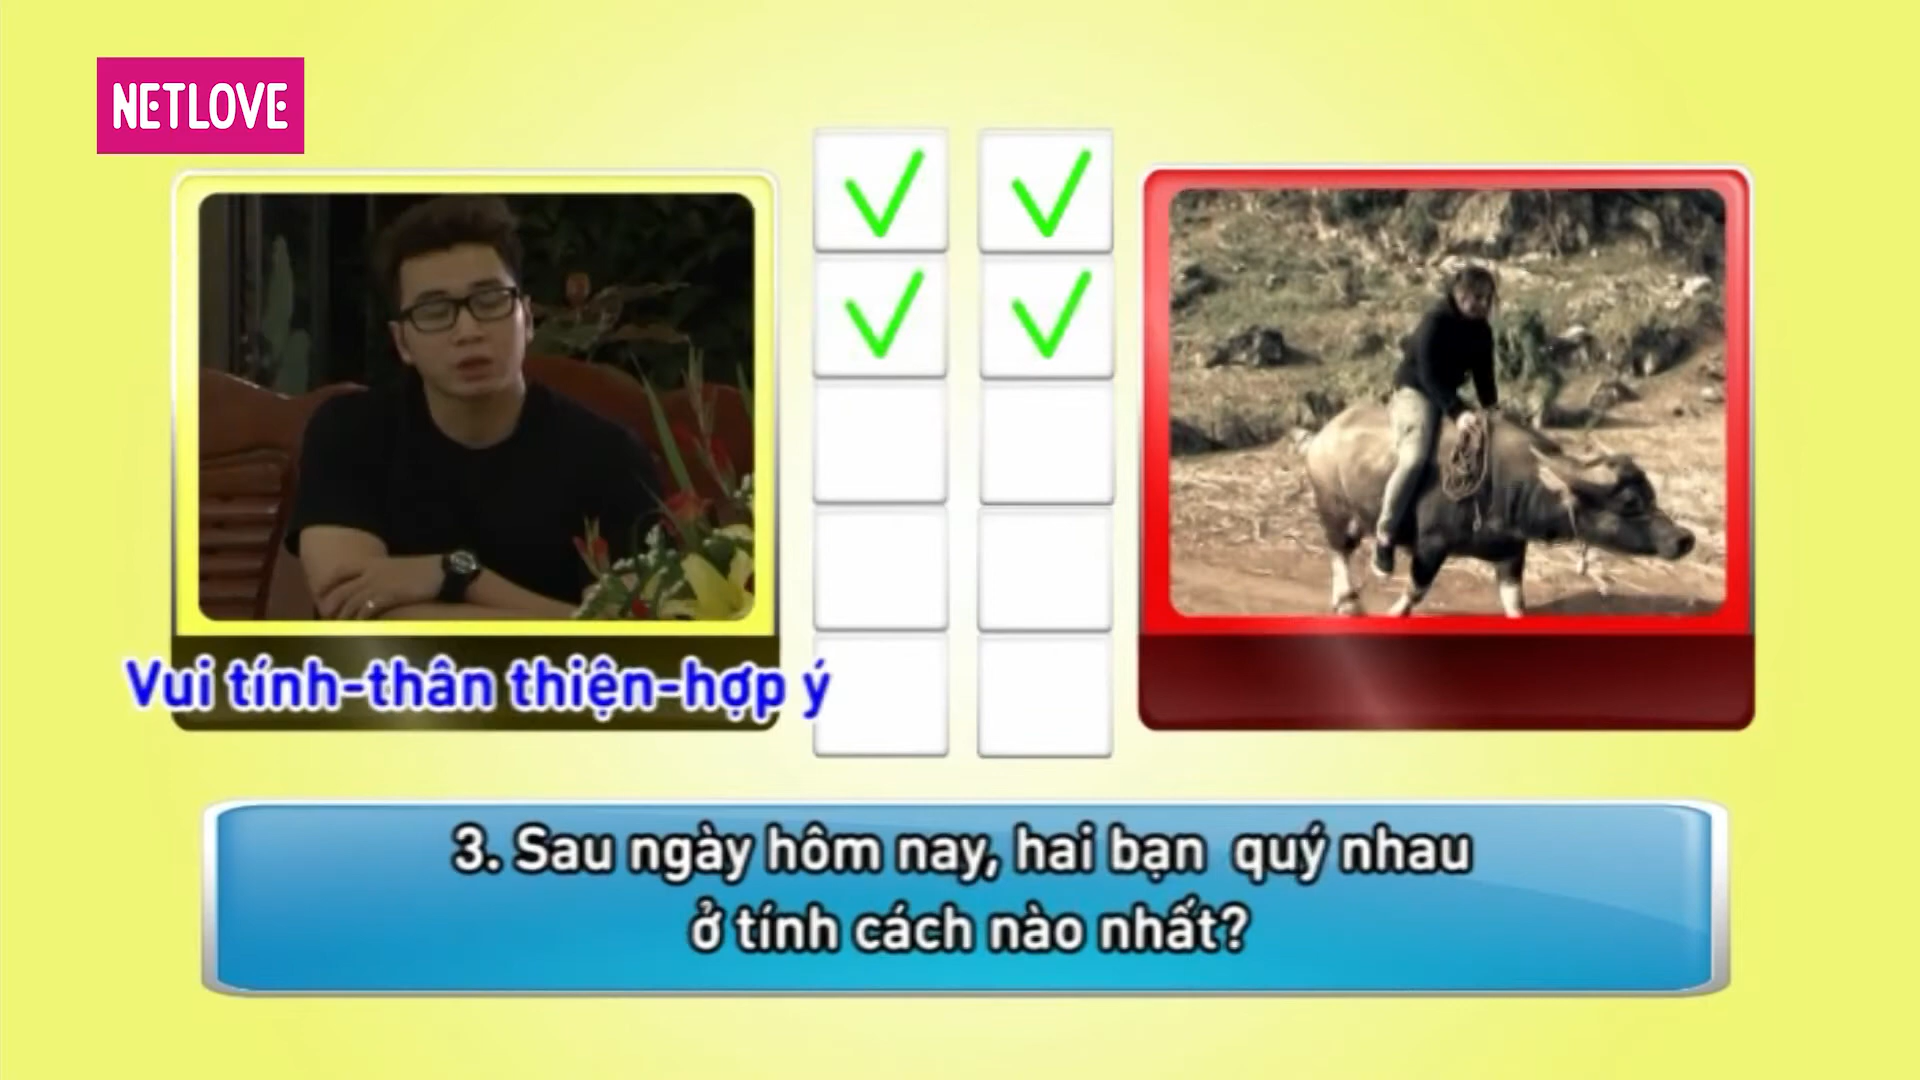 NETLOVE
Vui tính-thân thiện-hợp ý
3. Sau ngày hôm nay, hai bạn quý nhau
ở tính cách nào nhất?